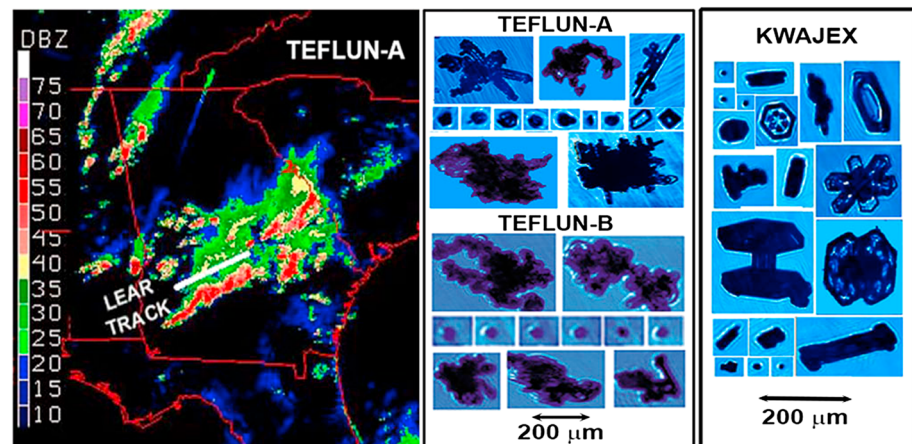 DBZ
TEFLUN-A
75
70
65
60
55
50
45
40
35
30
25
20
15
10
LEAR
TRACK
TEFLUN-A
TEFLUN-B
200 μm
KWAJEX
200 μm